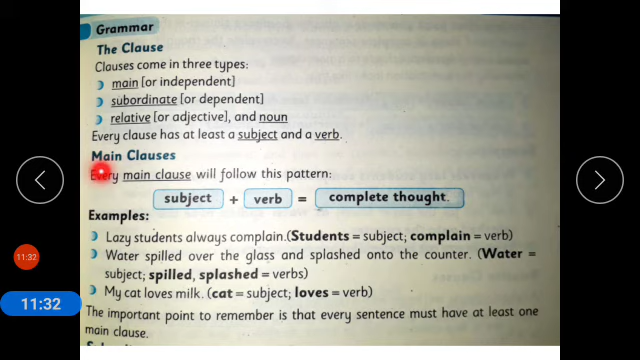 Grammar
The Clause
Clauses come in three types:
main [or independent]
subordinate [or dependent]
relative [or adjective], and noun
Every clause has at least a subject and a verb.
Main Clauses
Every main clause will follow this pattern:
subject + verb = complete thought.
Examples:
Lazy students always complain.(Students = subject; complain = verb)
Water spilled over the glass and splashed onto the counter. (Water =
subject; spilled, splashed = verbs)
11:32
My cat loves milk. (cat = subject; loves = verb)
11:32
The important point to remember is that every sentence must have at least one
main clause.